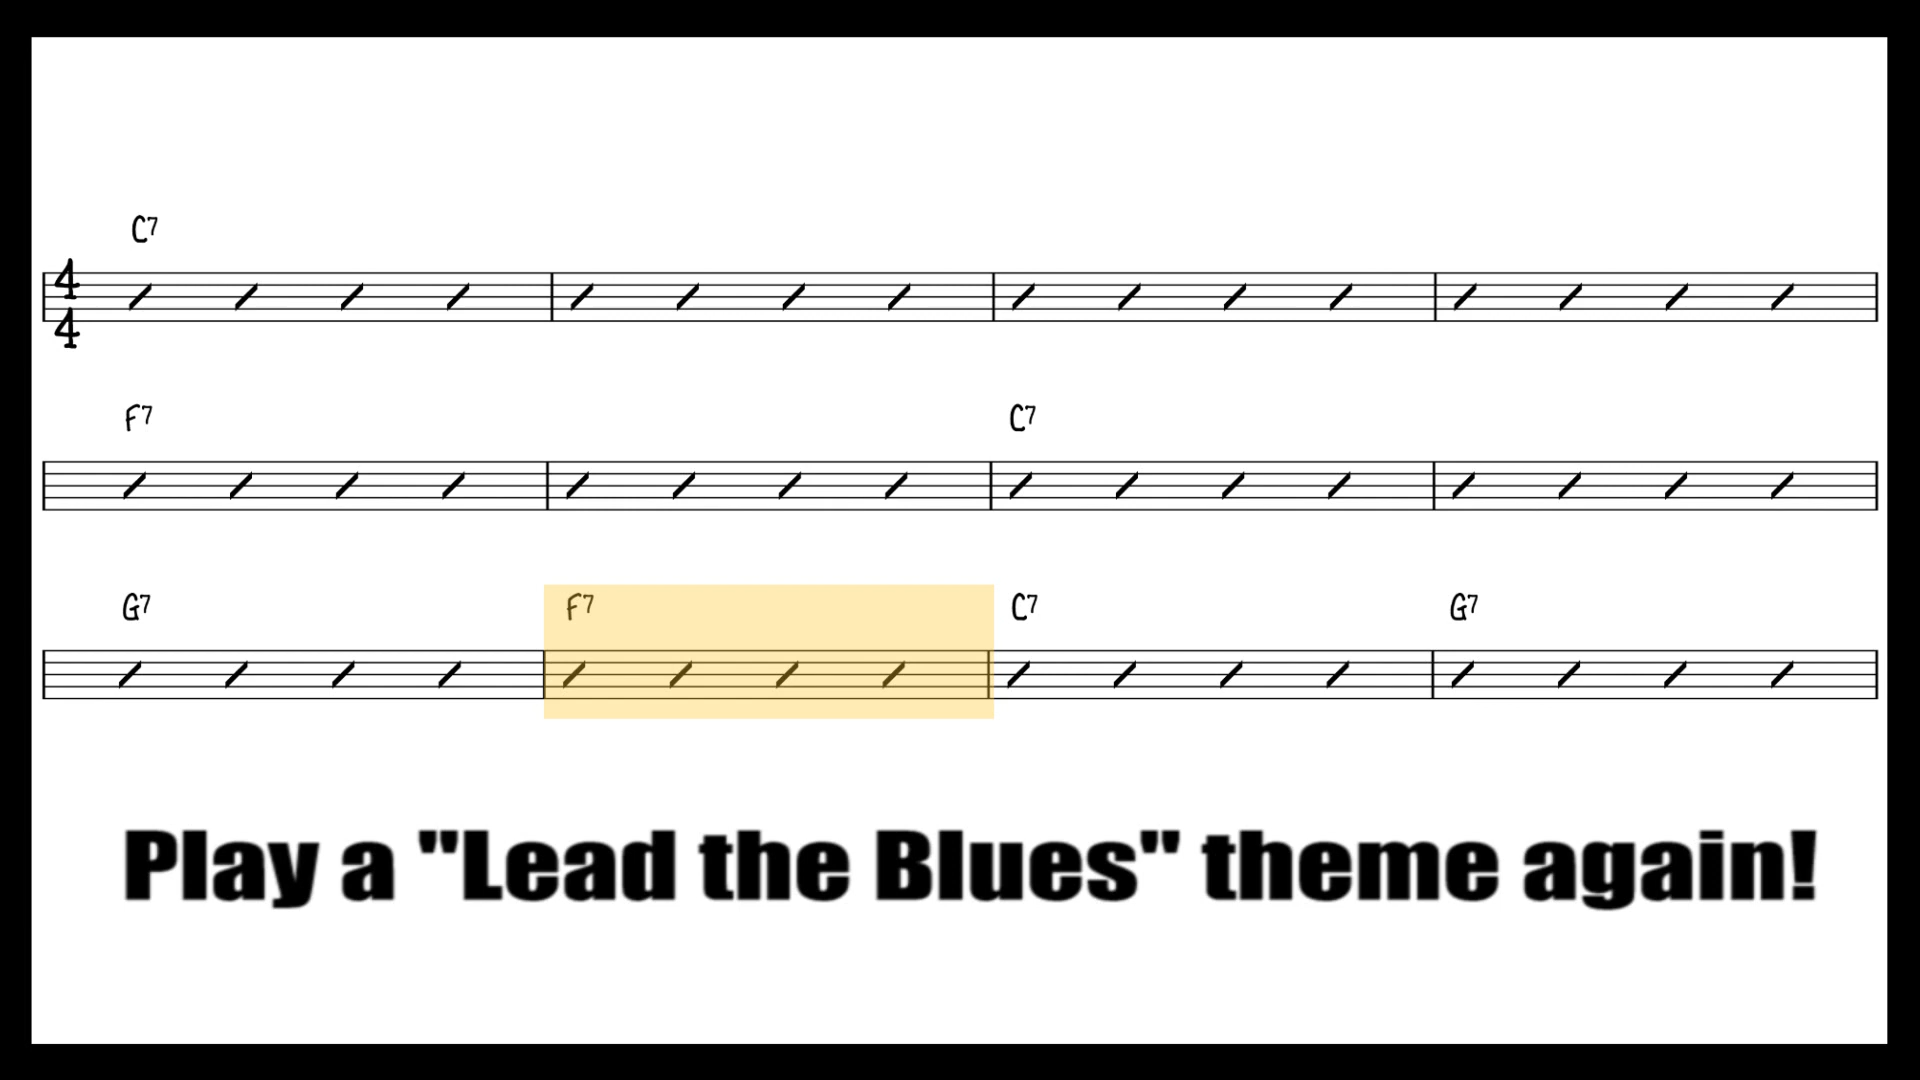 C7
4
4
F7 C7
G7 F7 C7 G7
Play a "Lead the Blues" theme again!